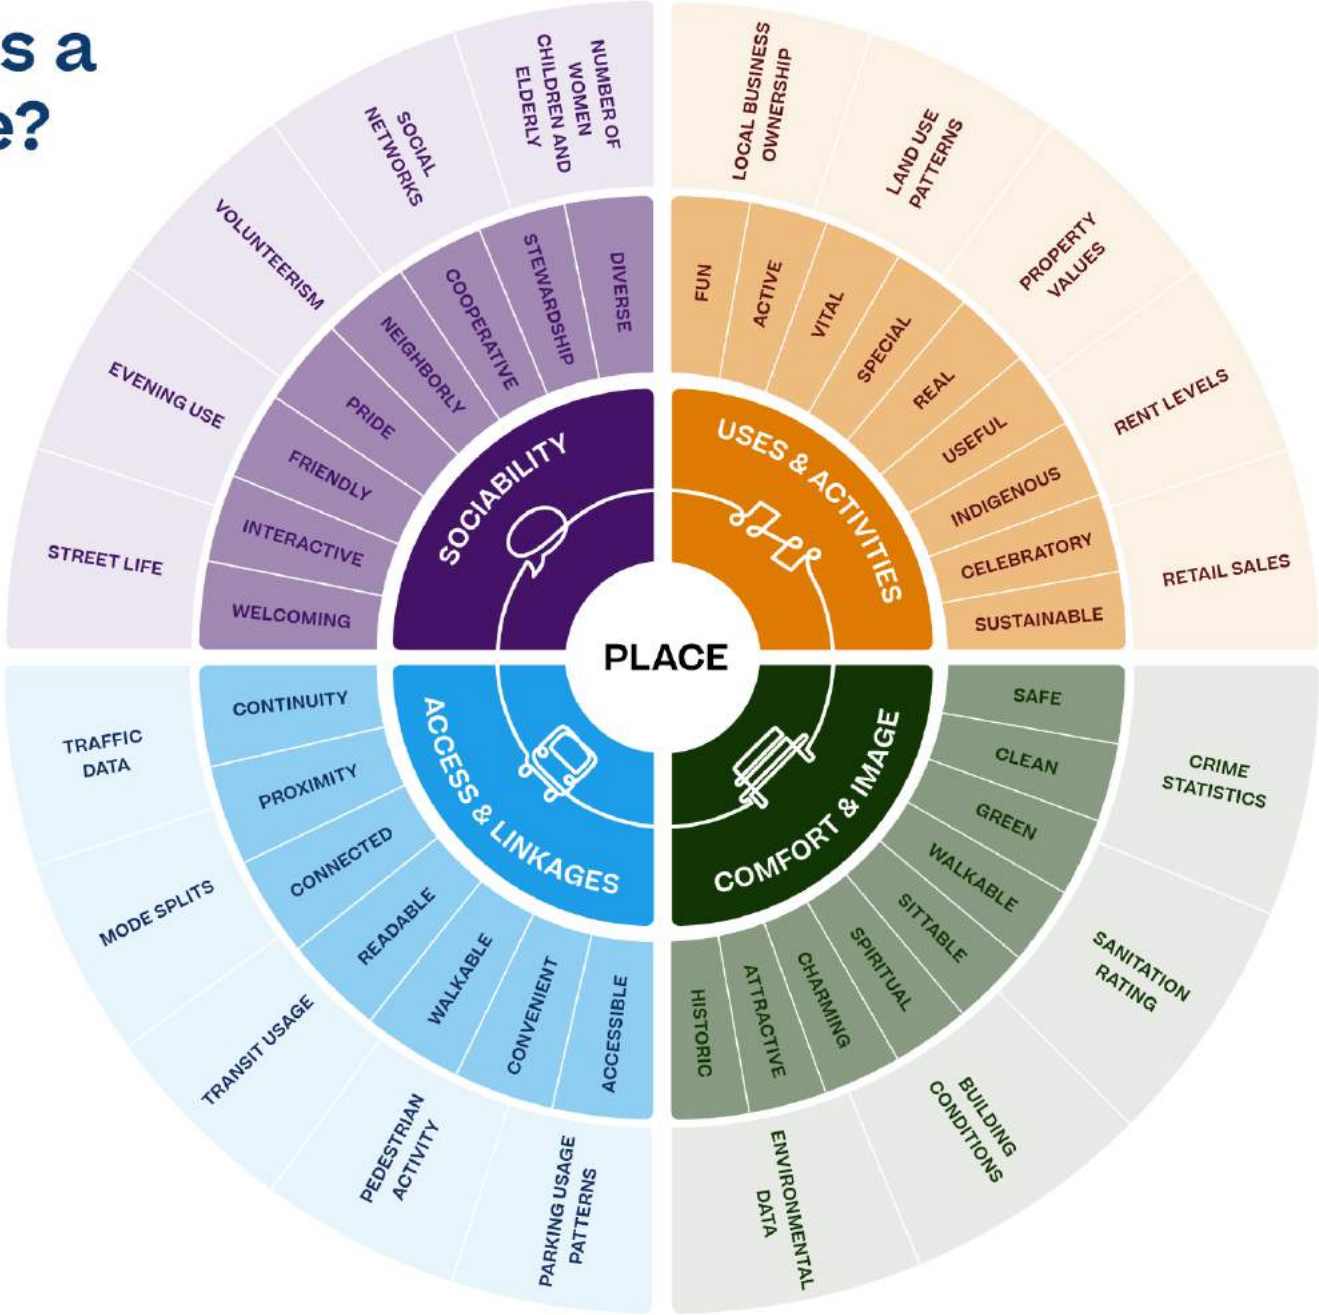 s a
e?
NUMBER OF
WOMEN
CHILDREN AND
ELDERLY
SOCIAL
NETWORKS
VOLUNTEERISM
EVENING USE
STREET LIFE
DIVERSE
STEWARDSHIP
COOPERATIVE
NEIGHBORLY
PRIDE
FRIENDLY
INTERACTIVE
WELCOMING
SOCIABILITY
LOCAL BUSINESS
OWNERSHIP
LAND USE
PATTERNS
PROPERTY
VALUES
RENT LEVELS
RETAIL SALES
FUN
ACTIVE
VITAL
SPECIAL
REAL
USEFUL
INDIGENOUS
CELEBRATORY
SUSTAINABLE
USES & ACTIVITIES
PLACE
ACCESS & LINKAGES
CONTINUITY
PROXIMITY
CONNECTED
READABLE
WALKABLE
CONVENIENT
ACCESSIBLE
TRAFFIC
DATA
MODE SPLITS
TRANSIT USAGE
PEDESTRIAN
ACTIVITY
PARKING USAGE
PATTERNS
COMFORT & IMAGE
SAFE
CLEAN
GREEN
WALKABLE
SITTABLE
SPIRITUAL
CHARMING
ATTRACTIVE
HISTORIC
CRIME
STATISTICS
SANITATION
RATING
BUILDING
CONDITIONS
ENVIRONMENTAL
DATA